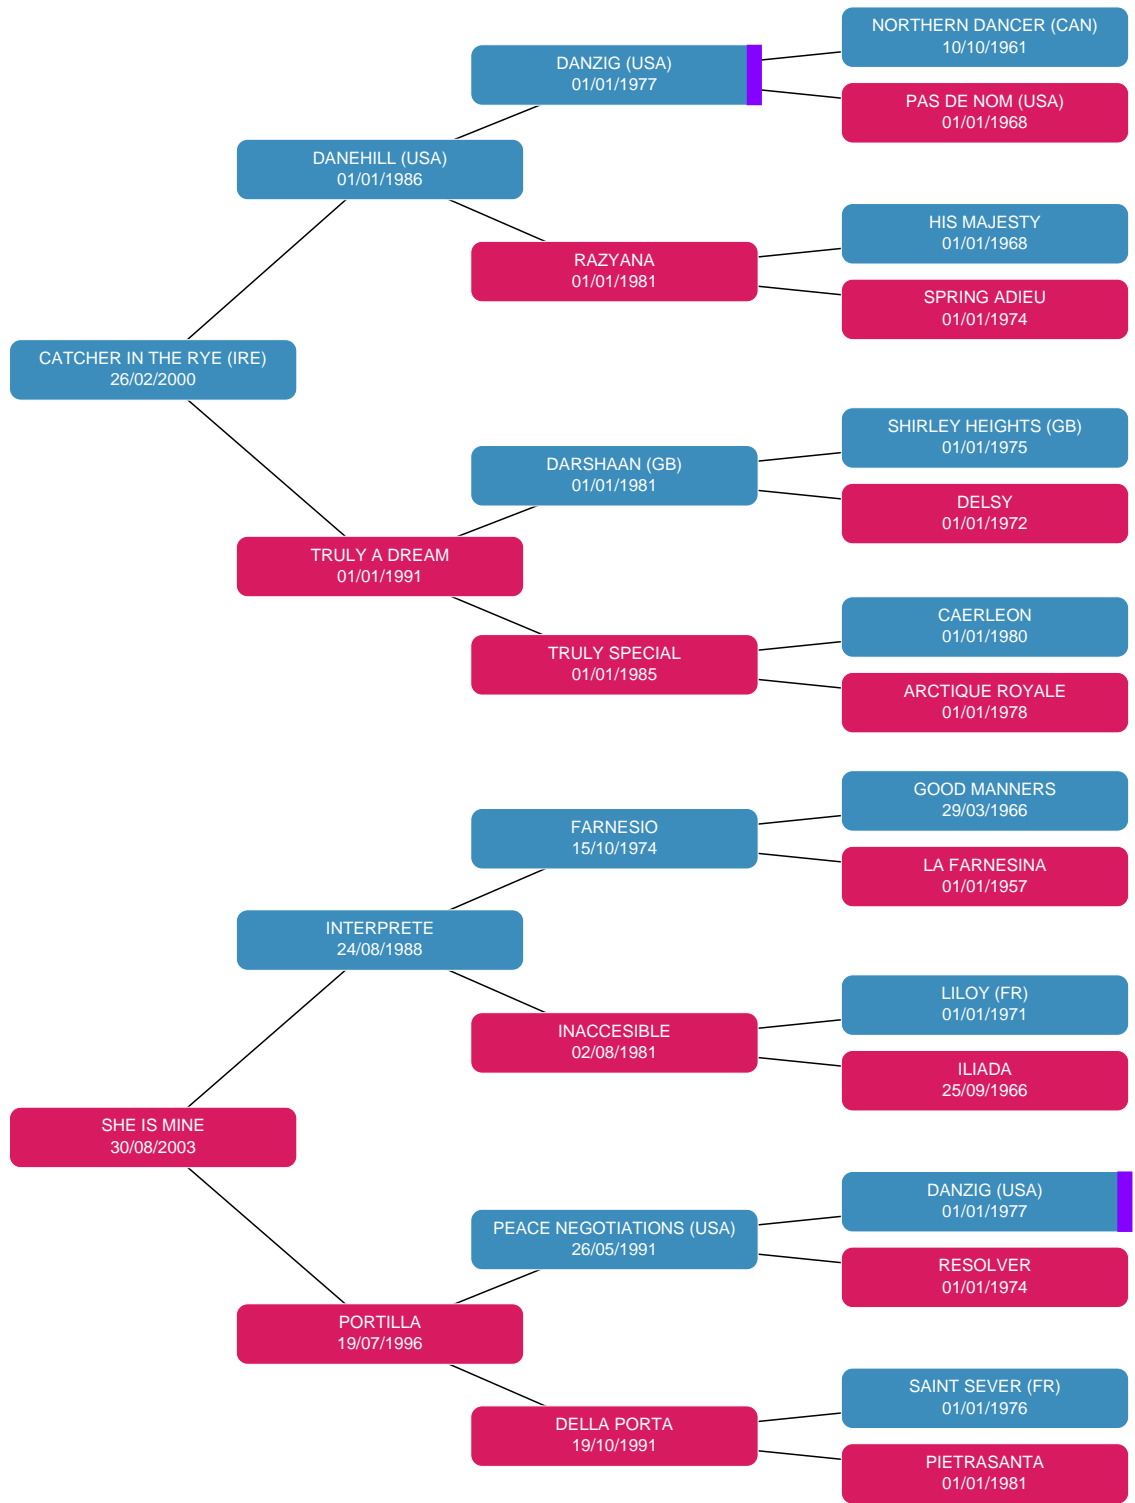 NORTHERN DANCER (CAN)
10/10/1961
DANZIG (USA)
01/01/1977
PAS DE NOM (USA)
01/01/1968
DANEHILL (USA)
01/01/1986
HIS MAJESTY
01/01/1968
RAZYANA
01/01/1981
SPRING ADIEU
01/01/1974
CATCHER IN THE RYE (IRE)
26/02/2000
SHIRLEY HEIGHTS (GB)
01/01/1975
DARSHAAN (GB)
01/01/1981
DELSY
01/01/1972
TRULY A DREAM
01/01/1991
CAERLEON
01/01/1980
TRULY SPECIAL
01/01/1985
ARCTIQUE ROYALE
01/01/1978
GOOD MANNERS
29/03/1966
FARNESIO
15/10/1974
LA FARNESINA
01/01/1957
INTERPRETE
24/08/1988
LILOY (FR)
01/01/1971
INACCESIBLE
02/08/1981
ILIADA
25/09/1966
SHE IS MINE
30/08/2003
DANZIG (USA)
01/01/1977
PEACE NEGOTIATIONS (USA)
26/05/1991
RESOLVER
01/01/1974
PORTILLA
19/07/1996
SAINT SEVER (FR)
01/01/1976
DELLA PORTA
19/10/1991
PIETRASANTA
01/01/1981